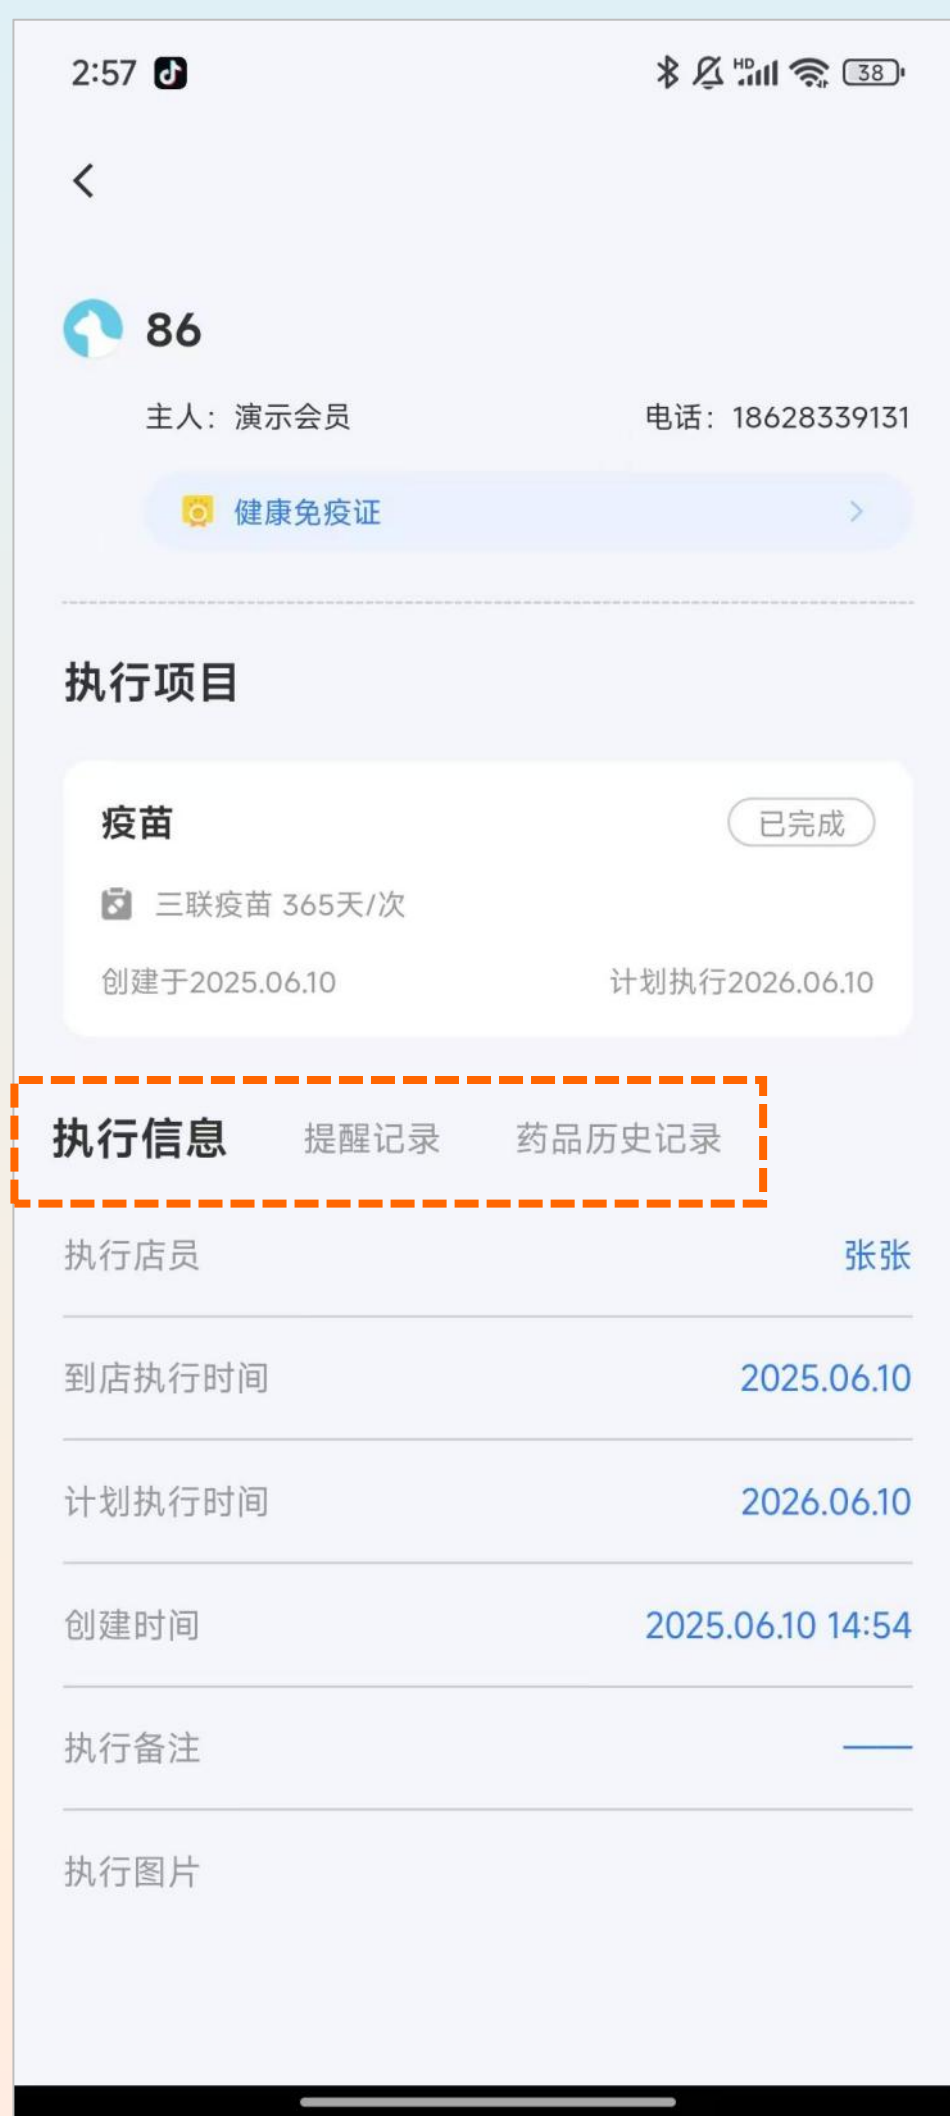 2:57
HD
38
86
主人：演示会员 电话：18628339131
健康免疫证
执行项目
疫苗 已完成
三联疫苗 365天/次
创建于2025.06.10 计划执行2026.06.10
执行信息 提醒记录 药品历史记录
执行店员 张张
到店执行时间 2025.06.10
计划执行时间 2026.06.10
创建时间 2025.06.10 14:54
执行备注 ——
执行图片